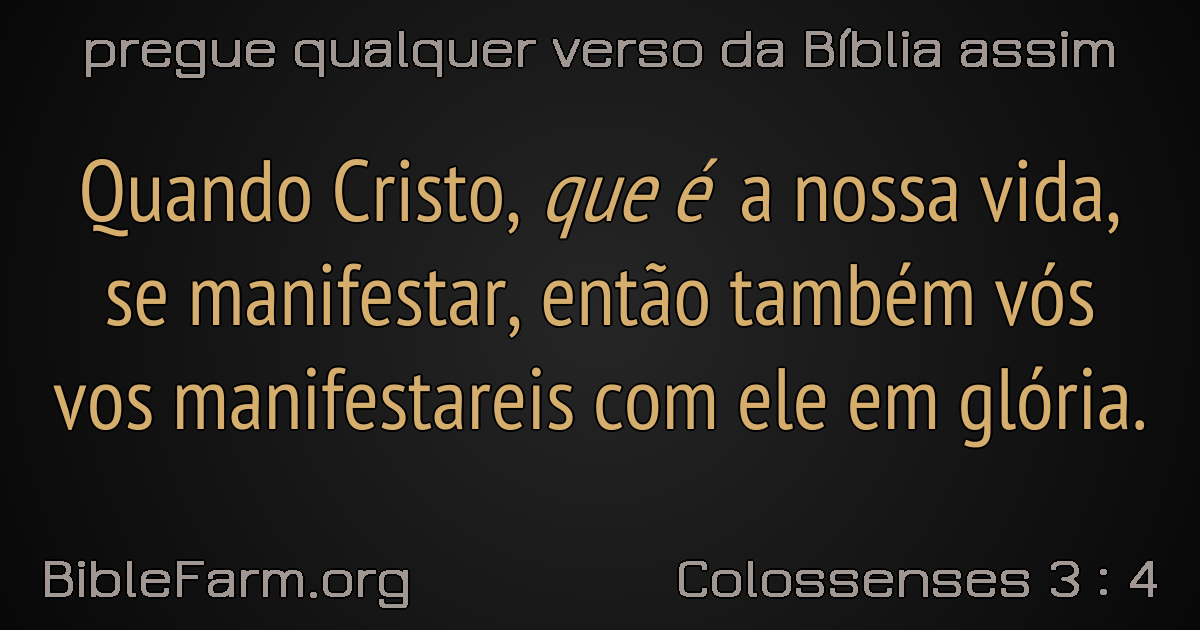 pregue qualquer verso da Bíblia assim
Quando Cristo, que é a nossa vida,
se manifestar, então também vós
vos manifestareis com ele em glória.
BibleFarm.org
Colossenses 3 : 4